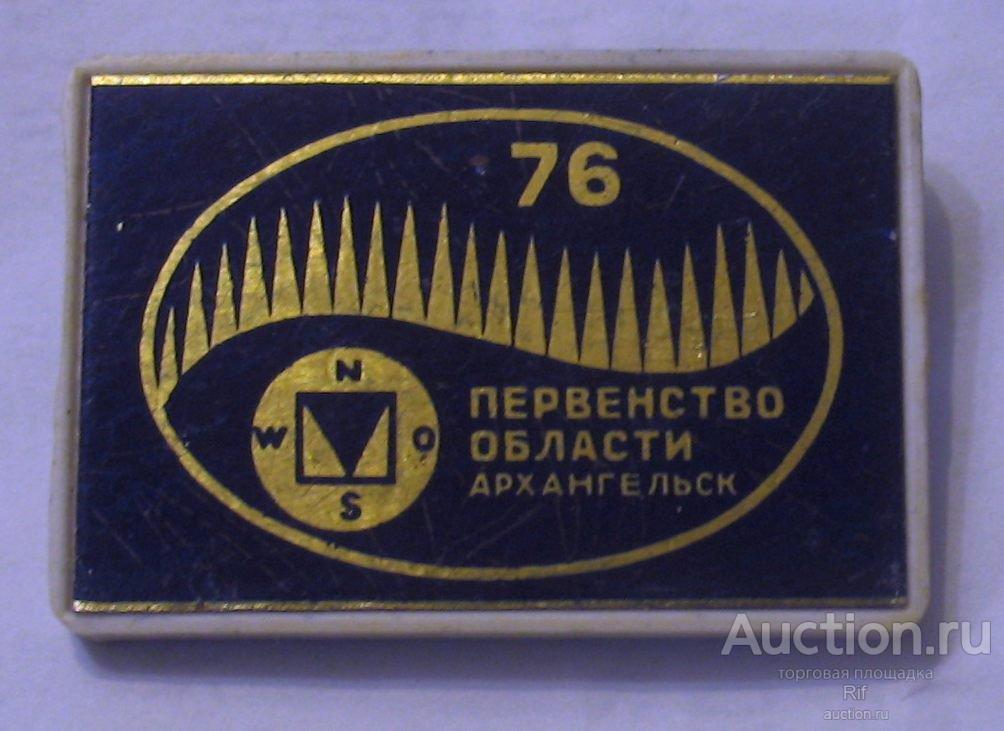 76
N
W O
S
ПЕРВЕНСТВО
ОБЛАСТИ
АРХАНГЕЛЬСК
Auction.ru
торговая площадка
Rif
auction.ru